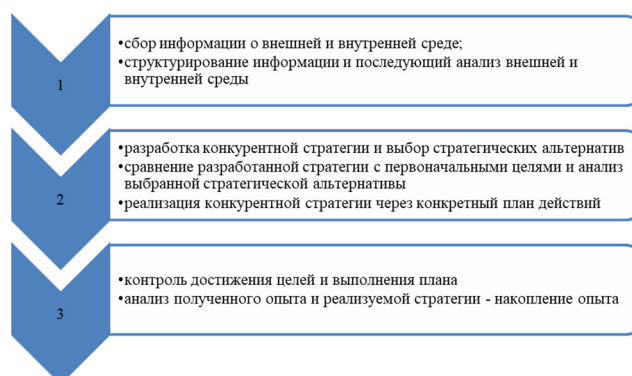 1
•сбор информации о внешней и внутренней среде;
•структурирование информации и последующий анализ внешней и
внутренней среды
2
•разработка конкурентной стратегии и выбор стратегических альтернатив
•сравнение разработанной стратегии с первоначальными целями и анализ
выбранной стратегической альтернативы
•реализация конкурентной стратегии через конкретный план действий
3
•контроль достижения целей и выполнения плана
•анализ полученного опыта и реализуемой стратегии - накопление опыта